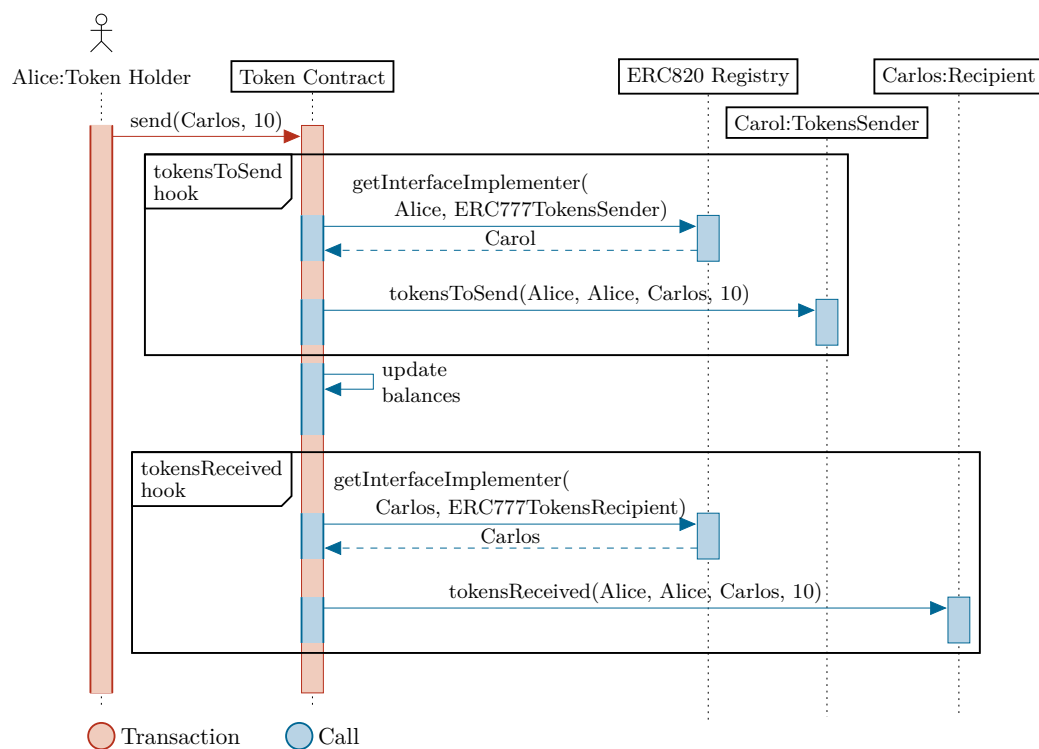 Alice:Token Holder
Token Contract
ERC820 Registry
Carlos:Recipient
Carol:TokensSender
send(Carlos, 10)
tokensToSend
hook
getInterfaceImplementer(
Alice, ERC777TokensSender)
Carol
tokensToSend(Alice, Alice, Carlos, 10)
update
balances
tokensReceived
hook
getInterfaceImplementer(
Carlos, ERC777TokensRecipient)
Carlos
tokensReceived(Alice, Alice, Carlos, 10)
Transaction
Call